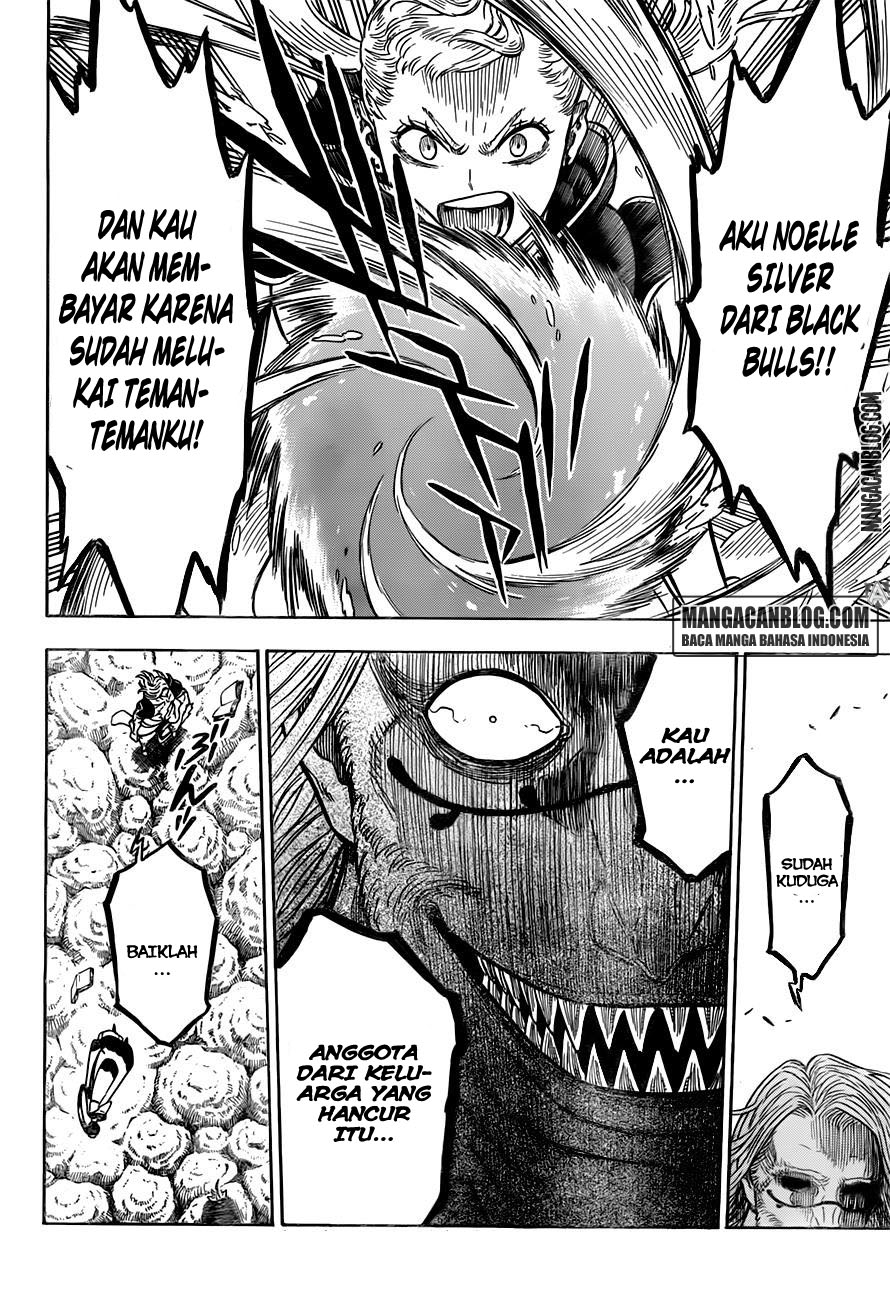 AKU NOELLE
SILVER
DARI BLACK
BULLS!!
DAN KAU
AKAN MEM-
BAYAR KARENA
SUDAH MELU-
KAI TEMAN-
TEMANKU!
MANGACANBLOG.COM
MANGACANBLOG.COM
BACA MANGA BAHASA INDONESIA
SUDAH
KUDUGA
...
KAU
ADALAH
...
ANGGOTA
DARI KELU-
ARGA YANG
HANCUR
ITU...
BAIKLAH
...